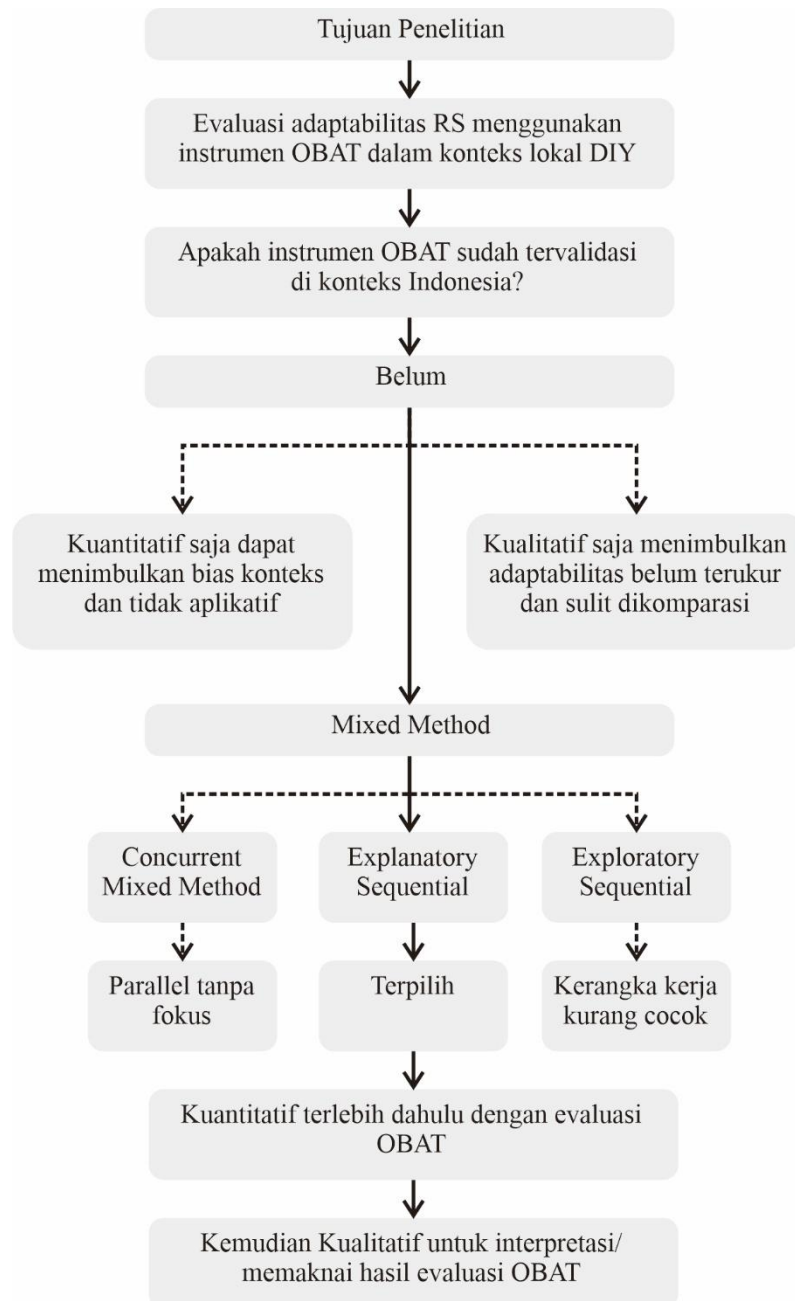 Tujuan Penelitian
Evaluasi adaptabilitas RS menggunakan
instrumen OBAT dalam konteks lokal DIY
Apakah instrumen OBAT sudah tervalidasi
di konteks Indonesia?
Belum
Kuantitatif saja dapat
menimbulkan bias konteks
dan tidak aplikatif
Kualitatif saja menimbulkan
adaptabilitas belum terukur
dan sulit dikomparasi
Mixed Method
Concurrent
Mixed Method
Explanatory
Sequential
Exploratory
Sequential
Parallel tanpa
fokus
Terpilih
Kerangka kerja
kurang cocok
Kuantitatif terlebih dahulu dengan evaluasi
OBAT
Kemudian Kualitatif untuk interpretasi/
memaknai hasil evaluasi OBAT